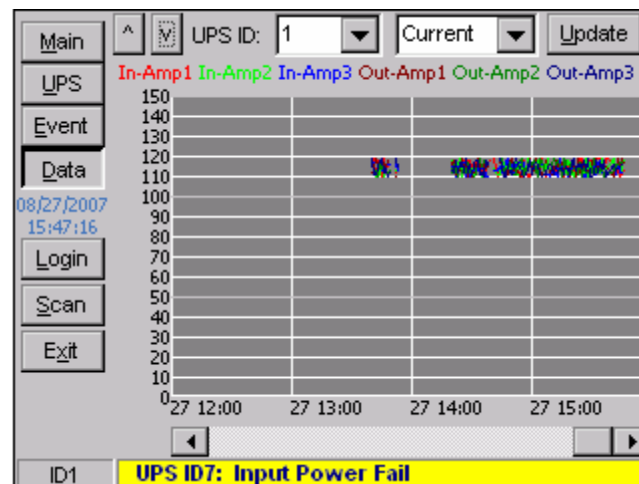 Main
^ v UPS ID: 1 Current Update
In-Amp1 In-Amp2 In-Amp3 Out-Amp1 Out-Amp2 Out-Amp3
UPS
Event
Data
08/27/2007
15:47:16
Login
Scan
Exit
150
140
130
120
110
100
90
80
70
60
50
40
30
20
10
0
27 12:00 27 13:00 27 14:00 27 15:00
ID1 UPS ID7: Input Power Fail